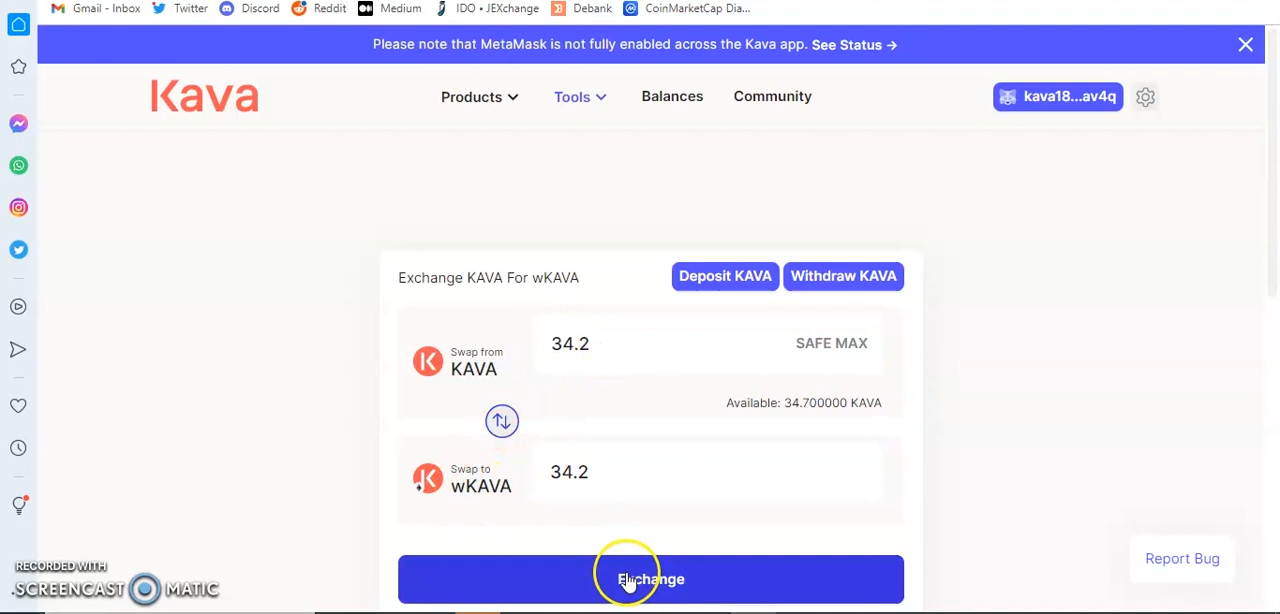 Gmail - Inbox Twitter Discord Reddit Medium IDO • JEXchange Debank CoinMarketCap Dia...
Please note that MetaMask is not fully enabled across the Kava app. See Status →
Kava Products Tools Balances Community kava18...av4q
Exchange KAVA For wKAVA Deposit KAVA Withdraw KAVA
Swap from
KAVA
34.2 SAFE MAX
Available: 34.700000 KAVA
Swap to
wKAVA
34.2
Exchange
Report Bug
RECORDED WITH
SCREENCAST MATIC